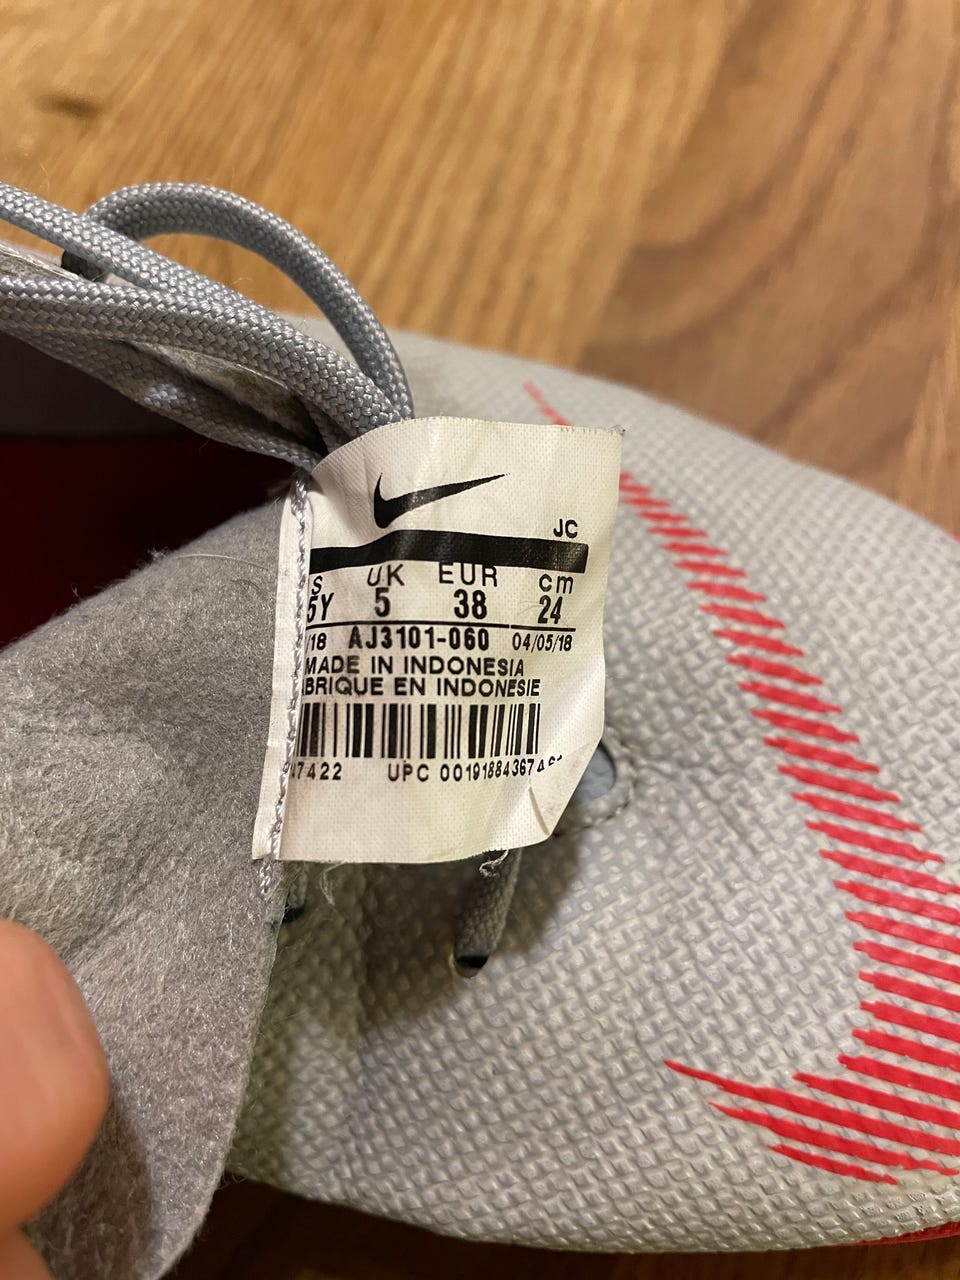 JC
S UK EUR cm
5Y 5 38 24
/18 AJ3101-060 04/05/18
MADE IN INDONESIA
BRIQUE EN INDONESIE
7422 UPC 001918843674